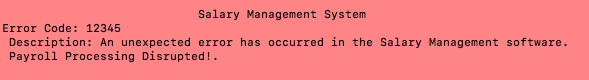 Salary Management System
Error Code: 12345
Description: An unexpected error has occurred in the Salary Management software.
Payroll Processing Disrupted!.